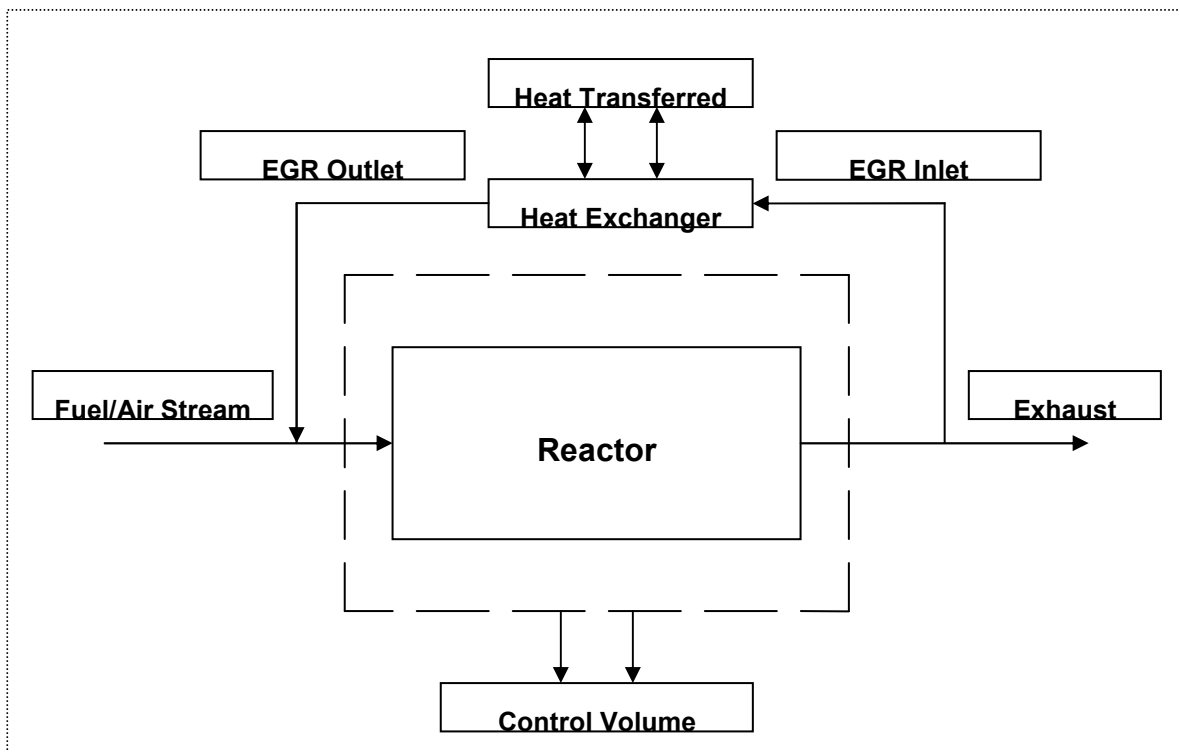 Heat Transferred
EGR Outlet
EGR Inlet
Heat Exchanger
Fuel/Air Stream
Exhaust
Reactor
Control Volume